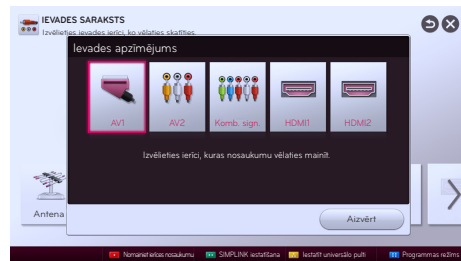 IEVADES SARAKSTS
Izvēlieties ievades ierīci, ko vēlaties skatīties.
Ievades apzīmējums
AV1
AV2
Komb. sign.
HDMI1
HDMI2
Izvēlieties ierīci, kuras nosaukumu vēlaties mainīt.
Antena
Aizvērt
Nomainiet ierīces nosaukumu
SIMPLINK iestatīšana
Iestatīt universālo pulti
Programmas režīms